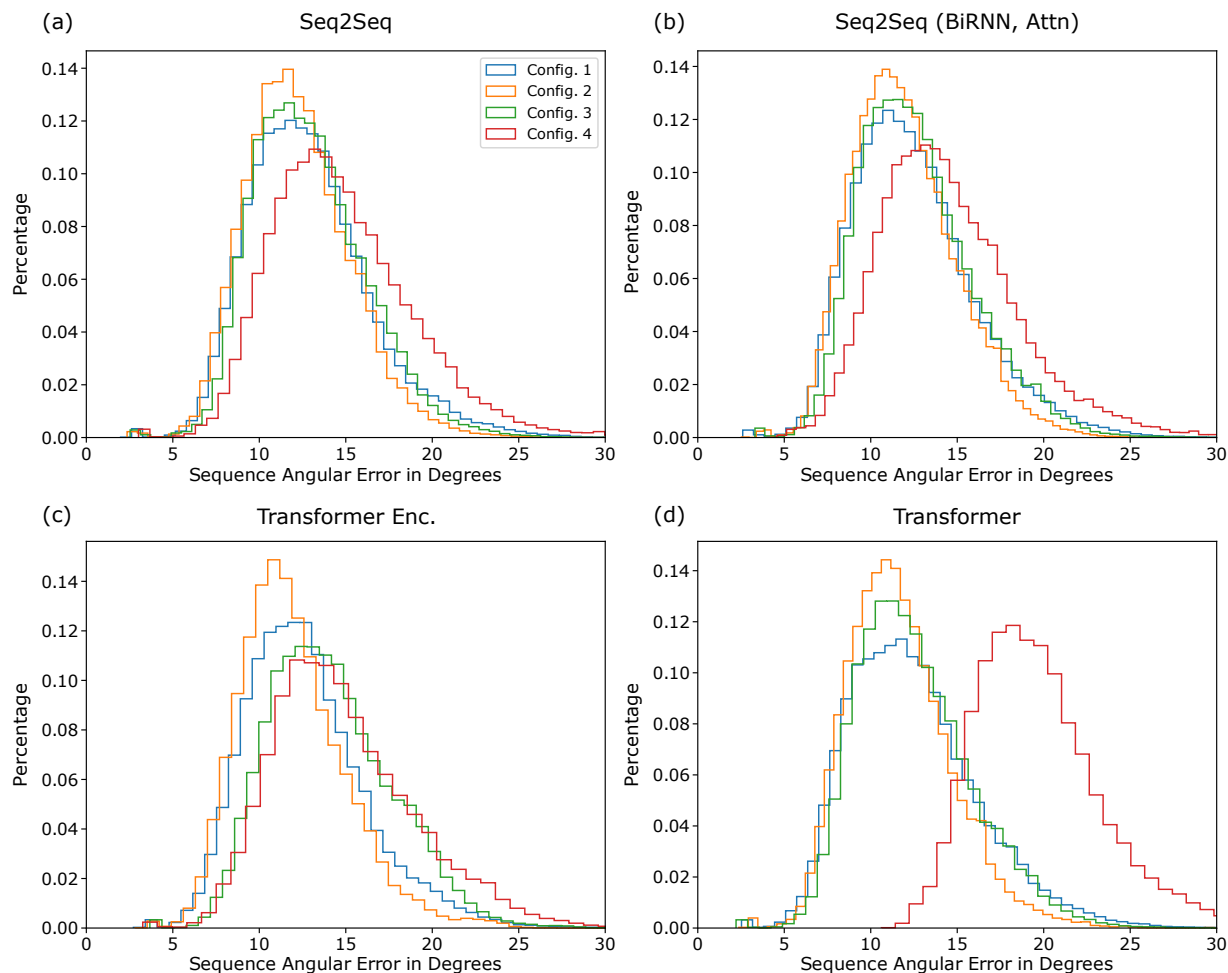 (a) Seq2Seq
0.14
0.12
0.10
0.08
0.06
0.04
0.02
0.00
Percentage
Config. 1
Config. 2
Config. 3
Config. 4
0 5 10 15 20 25 30
Sequence Angular Error in Degrees
(b) Seq2Seq (BiRNN, Attn)
0.14
0.12
0.10
0.08
0.06
0.04
0.02
0.00
Percentage
0 5 10 15 20 25 30
Sequence Angular Error in Degrees
(c) Transformer Enc.
0.14
0.12
0.10
0.08
0.06
0.04
0.02
0.00
Percentage
0 5 10 15 20 25 30
Sequence Angular Error in Degrees
(d) Transformer
0.14
0.12
0.10
0.08
0.06
0.04
0.02
0.00
Percentage
0 5 10 15 20 25 30
Sequence Angular Error in Degrees